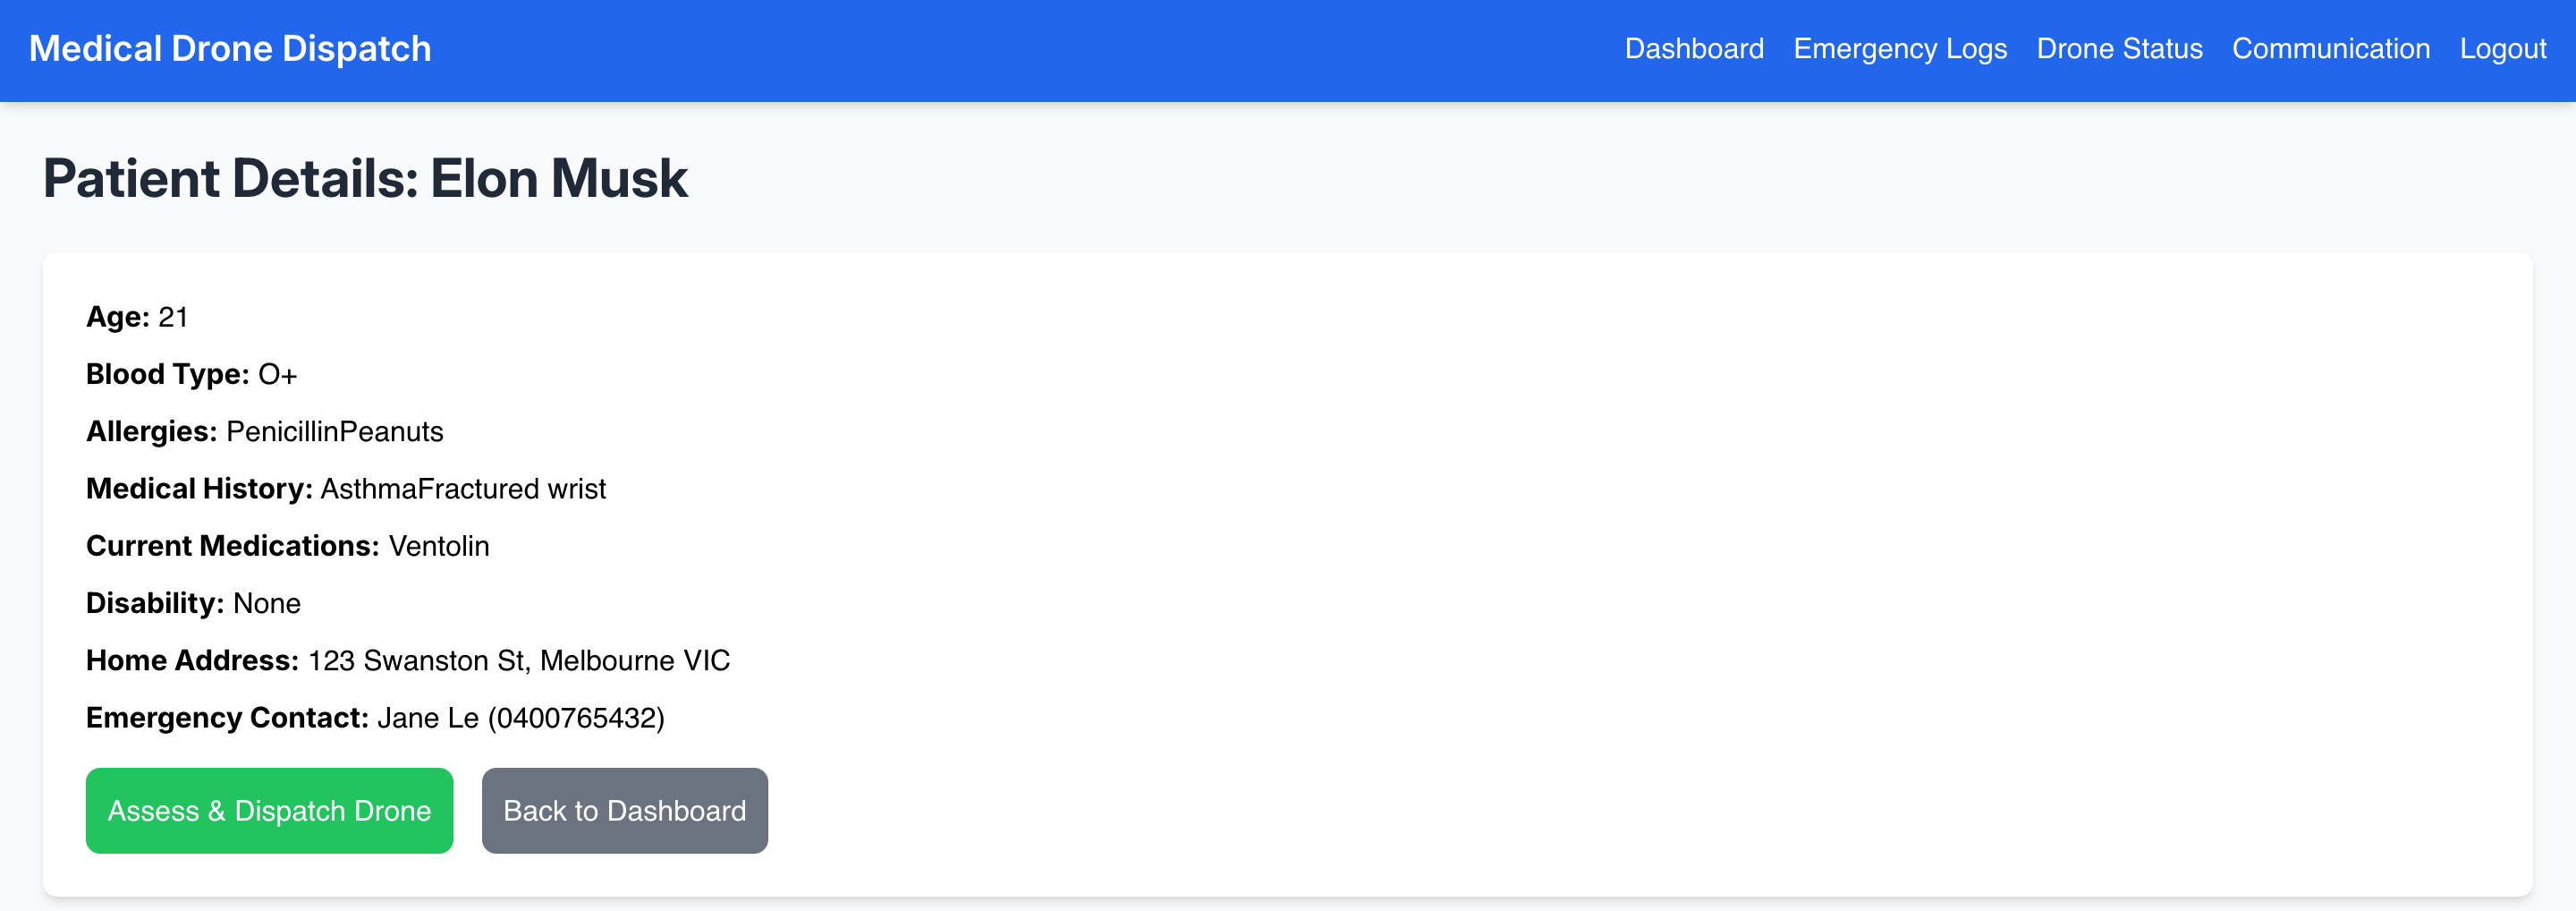 Medical Drone Dispatch
Dashboard Emergency Logs Drone Status Communication Logout
Patient Details: Elon Musk
Age: 21
Blood Type: O+
Allergies: PenicillinPeanuts
Medical History: AsthmaFractured wrist
Current Medications: Ventolin
Disability: None
Home Address: 123 Swanston St, Melbourne VIC
Emergency Contact: Jane Le (0400765432)
Assess & Dispatch Drone
Back to Dashboard